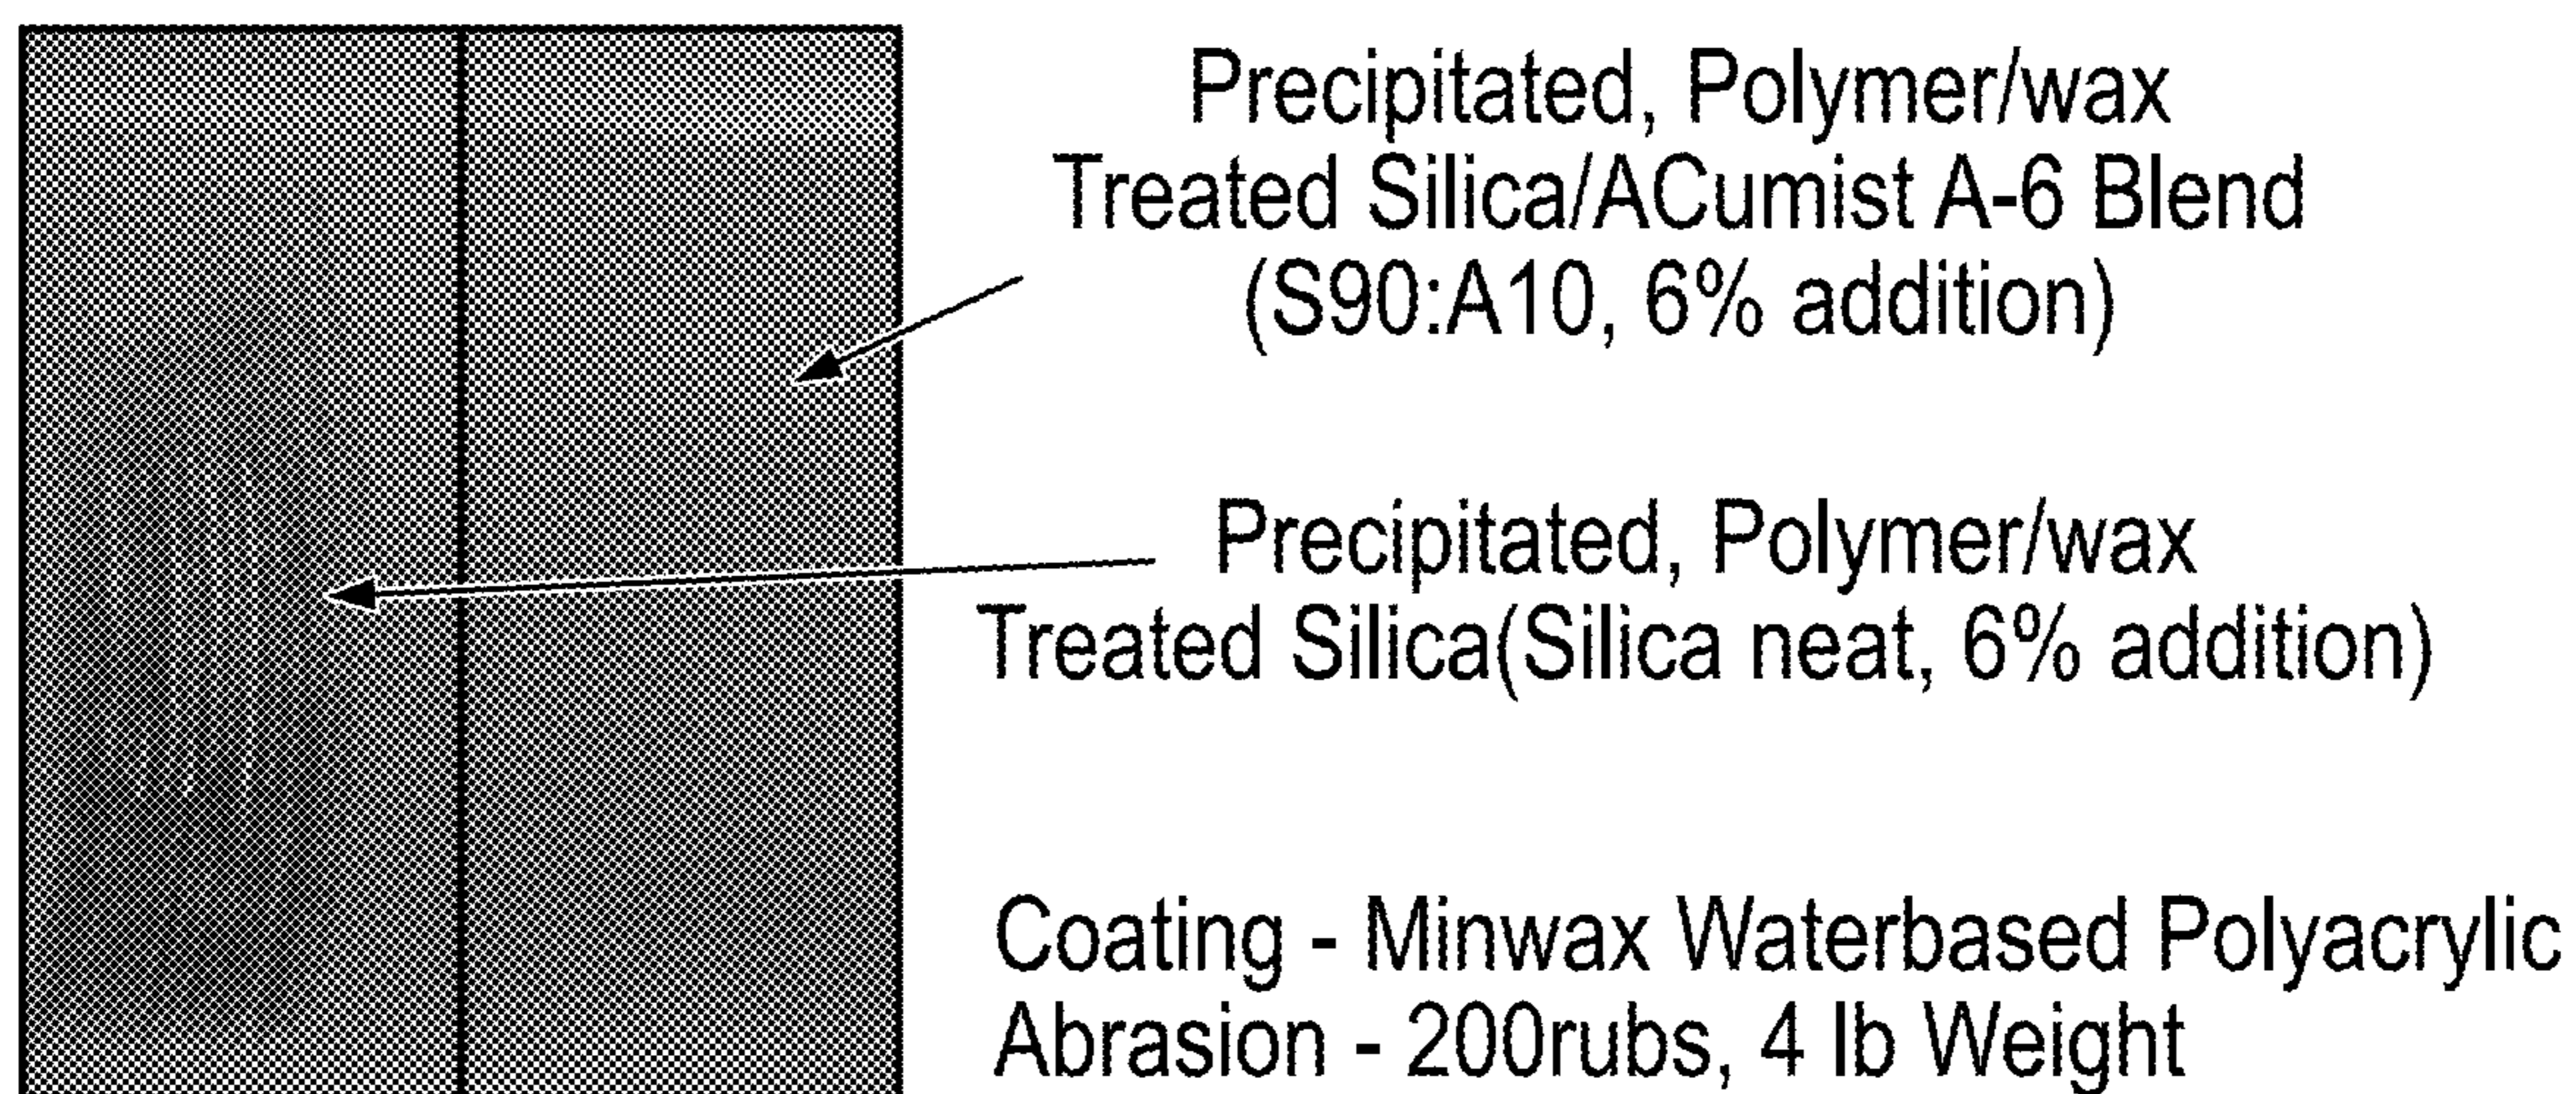 Precipitated, Polymer/wax
Treated Silica/ACumist A-6 Blend
(S90:A10, 6% addition)
Precipitated, Polymer/wax
Treated Silica(Silica neat, 6% addition)
Coating - Minwax Waterbased Polyacrylic
Abrasion - 200rubs, 4 lb Weight